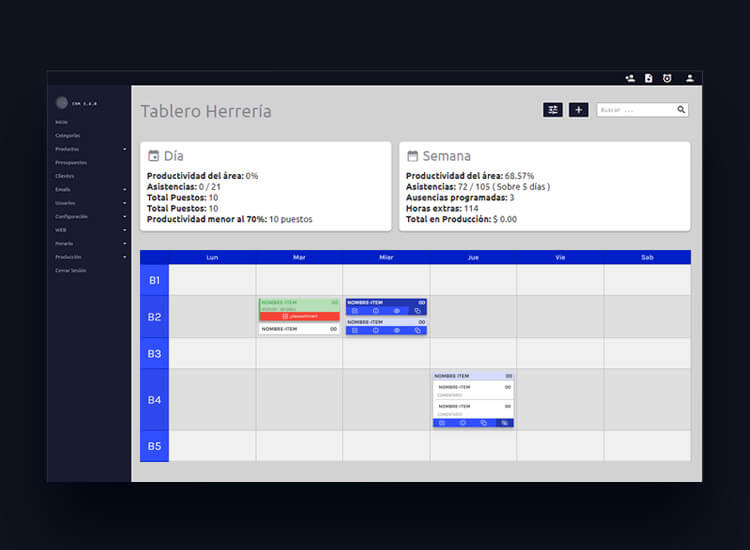 CRM 1.4.0
Inicio
Categorías
Productos
Presupuestos
Clientes
Emails
Usuarios
Configuración
WEB
Horario
Producción
Cerrar Sesión
Tablero Herrería
Buscar ...
Día
Productividad del área: 0%
Asistencias: 0 / 21
Total Puestos: 10
Total Puestos: 10
Productividad menor al 70%: 10 puestos
Semana
Productividad del área: 68.57%
Asistencias: 72 / 105 ( Sobre 5 días )
Ausencias programadas: 3
Horas extras: 114
Total en Producción: $ 0.00
Lun Mar Mier Jue Vie Sab
B1
B2
NOMBRE-ITEM 00
NOMBRE-ITEM 00
NOMBRE-ITEM 00
NOMBRE-ITEM 00
B3
B4
NOMBRE ITEM 00
NOMBRE-ITEM 00
COMENTARIO
NOMBRE-ITEM 00
COMENTARIO
B5